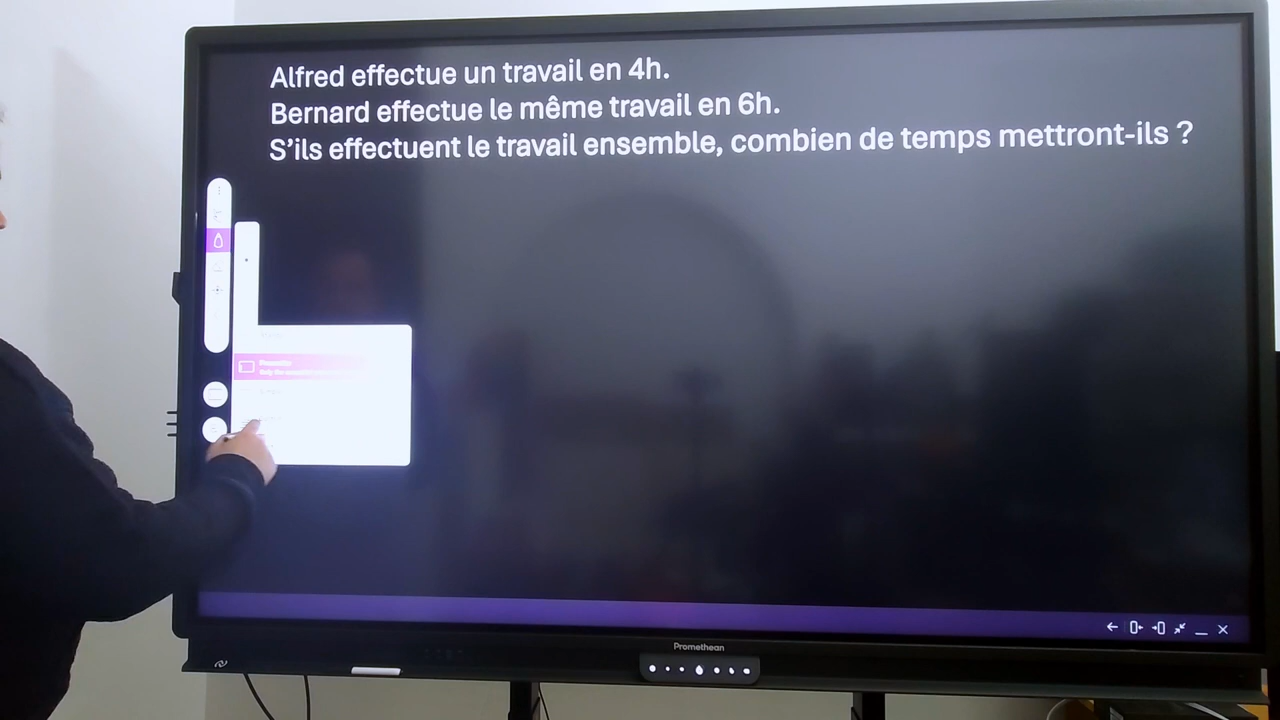 Alfred effectue un travail en 4h.
Bernard effectue le même travail en 6h.
S’ils effectuent le travail ensemble, combien de temps mettront-ils ?
Promethean